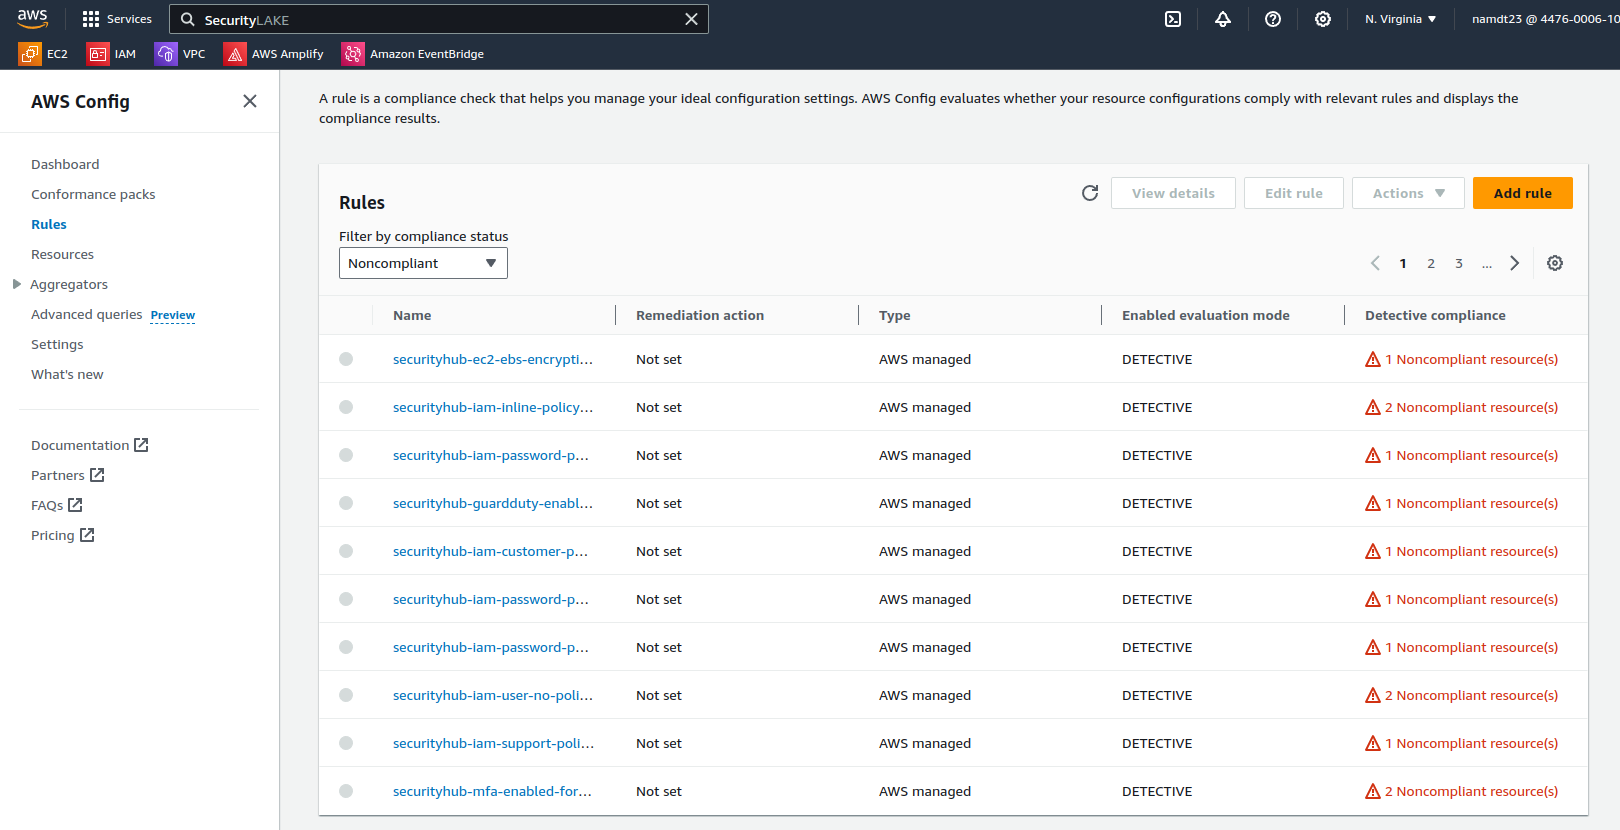 aws
Services
SecurityLAKE
N. Virginia
namdt23 @ 4476-0006-10
EC2
IAM
VPC
AWS Amplify
Amazon EventBridge
AWS Config
Dashboard
Conformance packs
Rules
Resources
Aggregators
Advanced queries Preview
Settings
What's new
Documentation
Partners
FAQs
Pricing
A rule is a compliance check that helps you manage your ideal configuration settings. AWS Config evaluates whether your resource configurations comply with relevant rules and displays the
compliance results.
Rules
View details
Edit rule
Actions
Add rule
Filter by compliance status
Noncompliant
1 2 3 ...
Name Remediation action Type Enabled evaluation mode Detective compliance
securityhub-ec2-ebs-encrypti... Not set AWS managed DETECTIVE 1 Noncompliant resource(s)
securityhub-iam-inline-policy... Not set AWS managed DETECTIVE 2 Noncompliant resource(s)
securityhub-iam-password-p... Not set AWS managed DETECTIVE 1 Noncompliant resource(s)
securityhub-guardduty-enabl... Not set AWS managed DETECTIVE 1 Noncompliant resource(s)
securityhub-iam-customer-p... Not set AWS managed DETECTIVE 1 Noncompliant resource(s)
securityhub-iam-password-p... Not set AWS managed DETECTIVE 1 Noncompliant resource(s)
securityhub-iam-password-p... Not set AWS managed DETECTIVE 1 Noncompliant resource(s)
securityhub-iam-user-no-poli... Not set AWS managed DETECTIVE 2 Noncompliant resource(s)
securityhub-iam-support-poli... Not set AWS managed DETECTIVE 1 Noncompliant resource(s)
securityhub-mfa-enabled-for... Not set AWS managed DETECTIVE 2 Noncompliant resource(s)